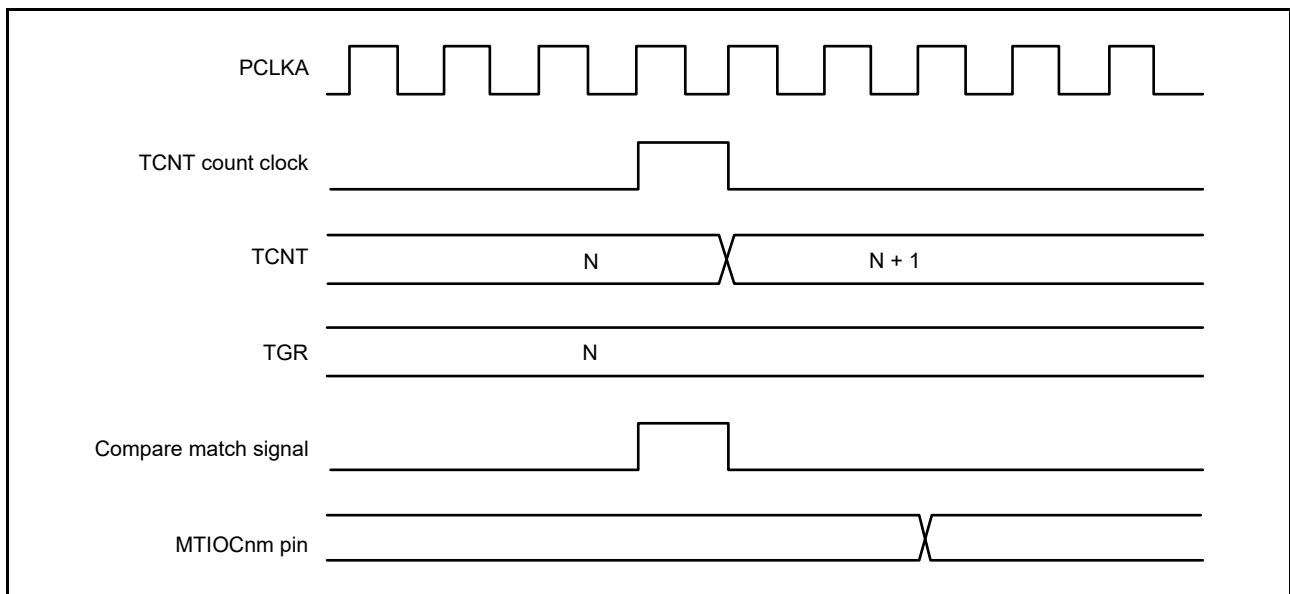 PCLKA
TCNT count clock
TCNT N N + 1
TGR N
Compare match signal
MTIOCnm pin